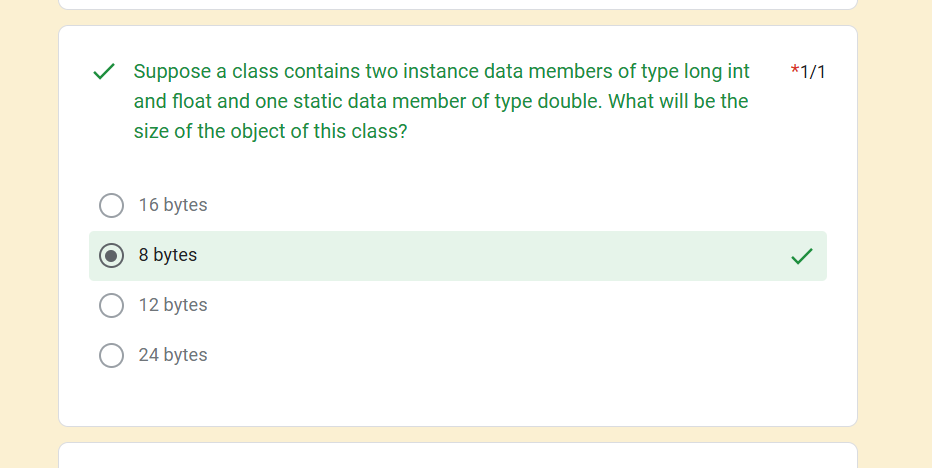 Suppose a class contains two instance data members of type long int
*1/1
and float and one static data member of type double. What will be the
size of the object of this class?
16 bytes
8 bytes
12 bytes
24 bytes